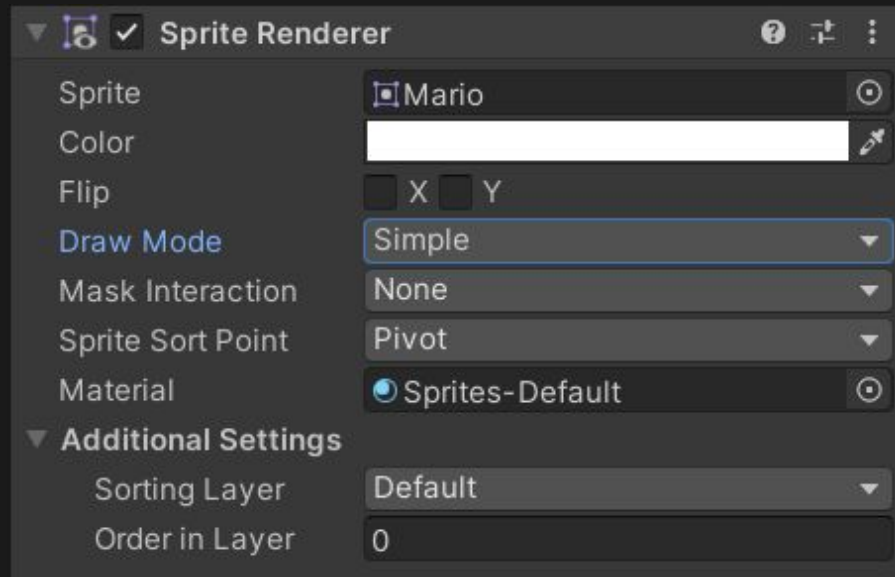 Sprite Renderer
Sprite Mario
Color
Flip X Y
Draw Mode Simple
Mask Interaction None
Sprite Sort Point Pivot
Material Sprites-Default
Additional Settings
Sorting Layer Default
Order in Layer 0